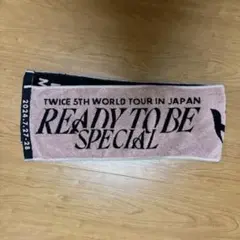 TWICE 5TH WORLD TOUR IN JAPAN
READY TO BE
SPECIAL
2024.7.27-28